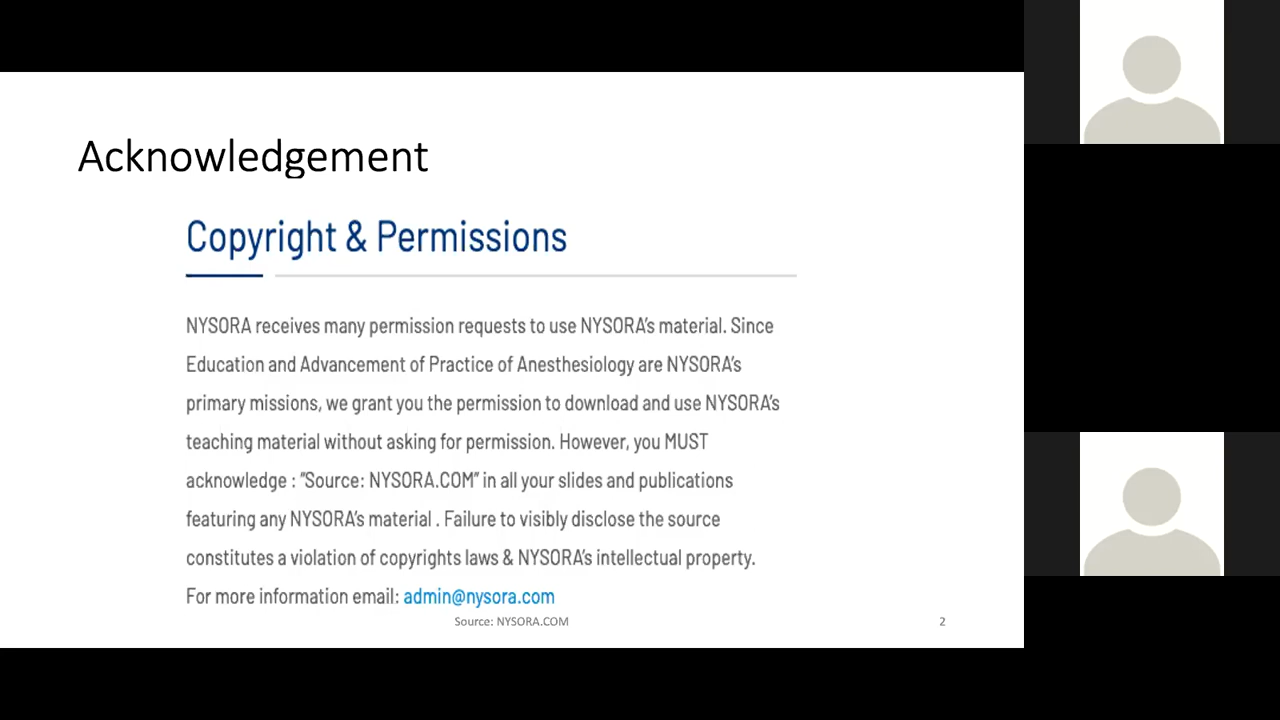 Acknowledgement
Copyright & Permissions
NYSORA receives many permission requests to use NYSORA's material. Since
Education and Advancement of Practice of Anesthesiology are NYSORA's
primary missions, we grant you the permission to download and use NYSORA's
teaching material without asking for permission. However, you MUST
acknowledge : "Source: NYSORA.COM" in all your slides and publications
featuring any NYSORA's material . Failure to visibly disclose the source
constitutes a violation of copyrights laws & NYSORA's intellectual property.
For more information email: admin@nysora.com
Source: NYSORA.COM
2